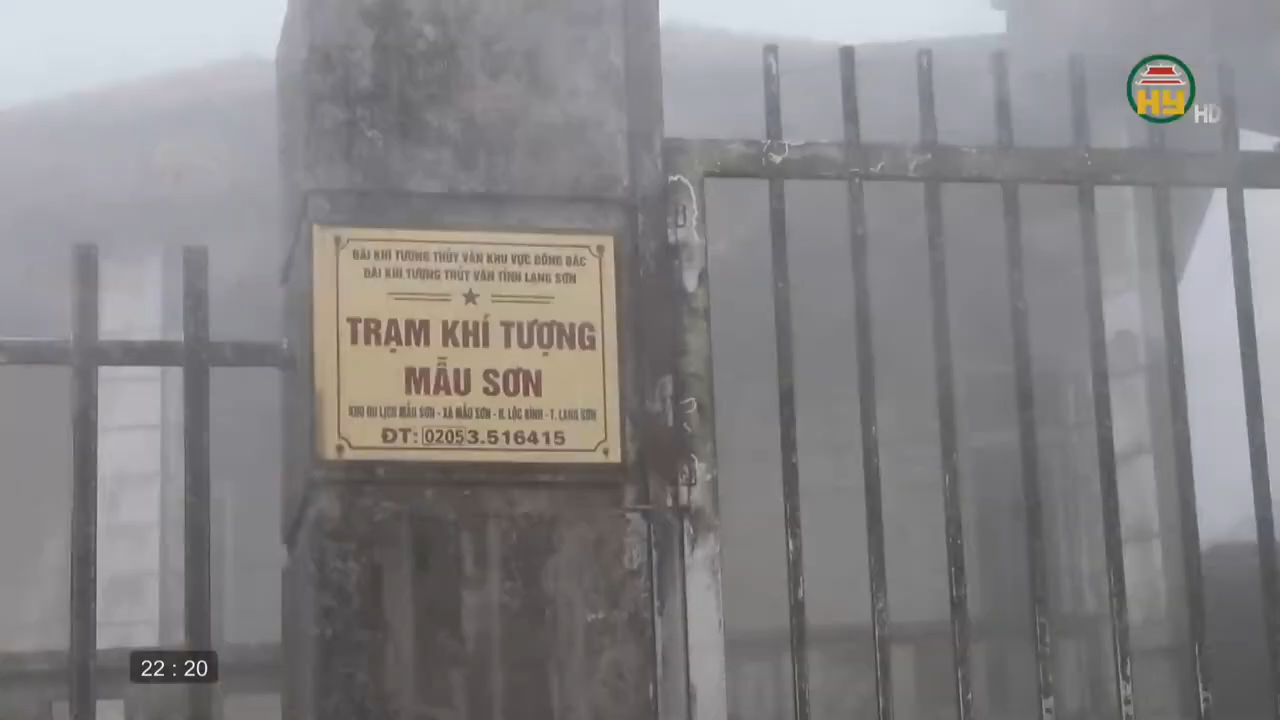 ĐÀI KHÍ TƯỢNG THỦY VĂN KHU VỰC ĐÔNG BẮC
ĐÀI KHÍ TƯỢNG THỦY VĂN TỈNH LẠNG SƠN
TRẠM KHÍ TƯỢNG
MẪU SƠN
KHU DU LỊCH MẪU SƠN - XÃ MẪU SƠN - H. LỘC BÌNH - T. LẠNG SƠN
ĐT: 02053.516415
HY HD
22 : 20